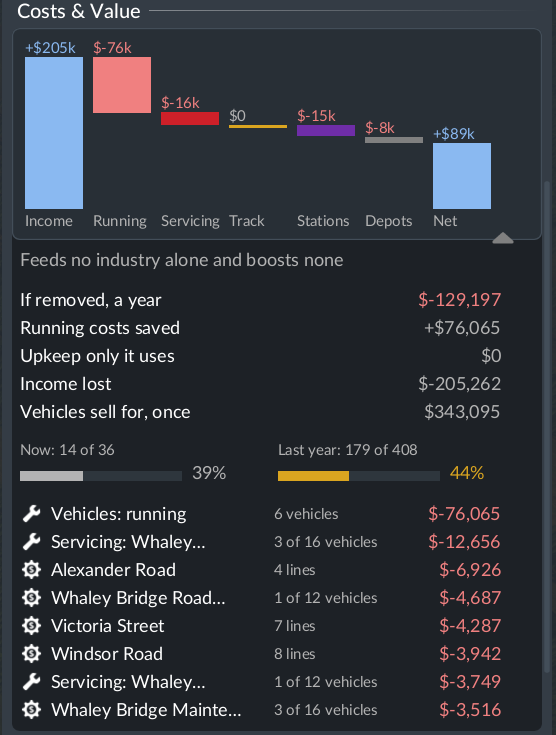 Costs & Value
+$205k $-76k
$-16k $0 $-15k $-8k +$89k
Income Running Servicing Track Stations Depots Net
Feeds no industry alone and boosts none
If removed, a year $-129,197
Running costs saved +$76,065
Upkeep only it uses $0
Income lost $-205,262
Vehicles sell for, once $343,095
Now: 14 of 36 Last year: 179 of 408
39% 44%
Vehicles: running 6 vehicles $-76,065
Servicing: Whaley... 3 of 16 vehicles $-12,656
Alexander Road 4 lines $-6,926
Whaley Bridge Road... 1 of 12 vehicles $-4,687
Victoria Street 7 lines $-4,287
Windsor Road 8 lines $-3,942
Servicing: Whaley... 1 of 12 vehicles $-3,749
Whaley Bridge Mainte... 3 of 16 vehicles $-3,516